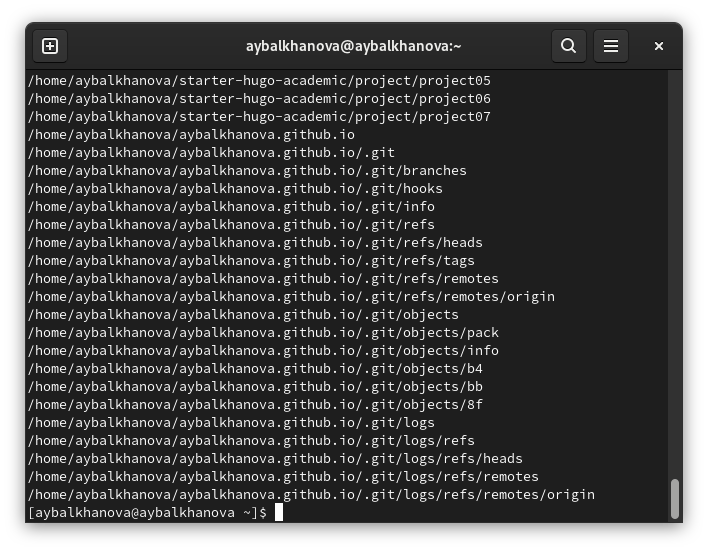 aybalkhanova@aybalkhanova:~
/home/aybalkhanova/starter-hugo-academic/project/project05
/home/aybalkhanova/starter-hugo-academic/project/project06
/home/aybalkhanova/starter-hugo-academic/project/project07
/home/aybalkhanova/aybalkhanova.github.io
/home/aybalkhanova/aybalkhanova.github.io/.git
/home/aybalkhanova/aybalkhanova.github.io/.git/branches
/home/aybalkhanova/aybalkhanova.github.io/.git/hooks
/home/aybalkhanova/aybalkhanova.github.io/.git/info
/home/aybalkhanova/aybalkhanova.github.io/.git/refs
/home/aybalkhanova/aybalkhanova.github.io/.git/refs/heads
/home/aybalkhanova/aybalkhanova.github.io/.git/refs/tags
/home/aybalkhanova/aybalkhanova.github.io/.git/refs/remotes
/home/aybalkhanova/aybalkhanova.github.io/.git/refs/remotes/origin
/home/aybalkhanova/aybalkhanova.github.io/.git/objects
/home/aybalkhanova/aybalkhanova.github.io/.git/objects/pack
/home/aybalkhanova/aybalkhanova.github.io/.git/objects/info
/home/aybalkhanova/aybalkhanova.github.io/.git/objects/b4
/home/aybalkhanova/aybalkhanova.github.io/.git/objects/bb
/home/aybalkhanova/aybalkhanova.github.io/.git/objects/8f
/home/aybalkhanova/aybalkhanova.github.io/.git/logs
/home/aybalkhanova/aybalkhanova.github.io/.git/logs/refs
/home/aybalkhanova/aybalkhanova.github.io/.git/logs/refs/heads
/home/aybalkhanova/aybalkhanova.github.io/.git/logs/refs/remotes
/home/aybalkhanova/aybalkhanova.github.io/.git/logs/refs/remotes/origin
[aybalkhanova@aybalkhanova ~]$